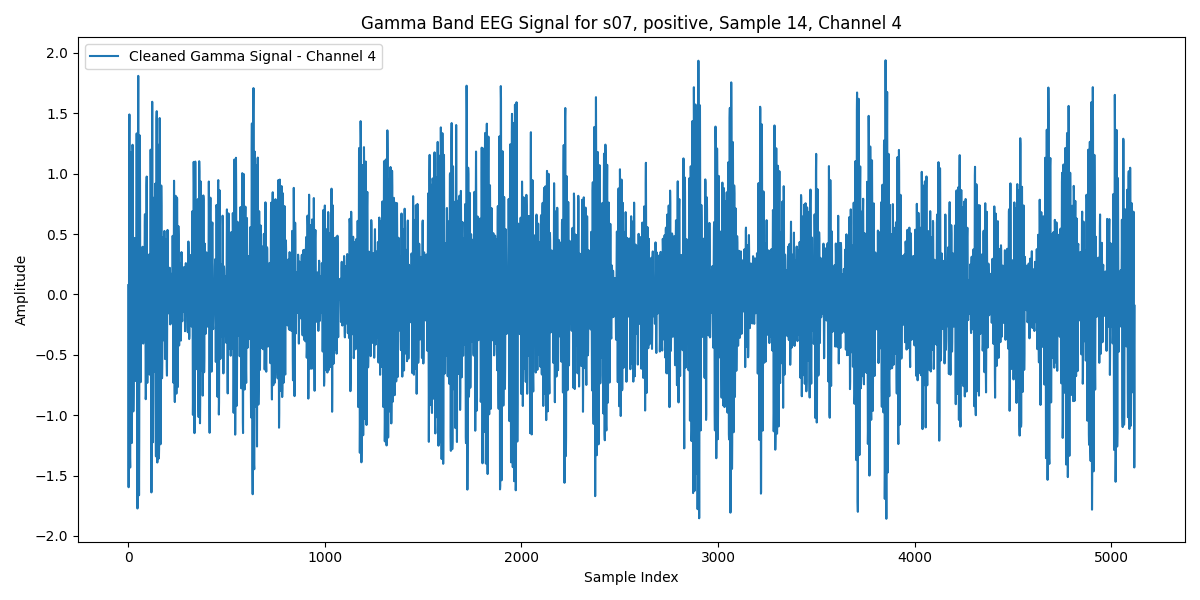 Gamma Band EEG Signal for s07, positive, Sample 14, Channel 4
Cleaned Gamma Signal - Channel 4
2.0
1.5
1.0
0.5
0.0
−0.5
−1.0
−1.5
−2.0
Amplitude
0 1000 2000 3000 4000 5000
Sample Index